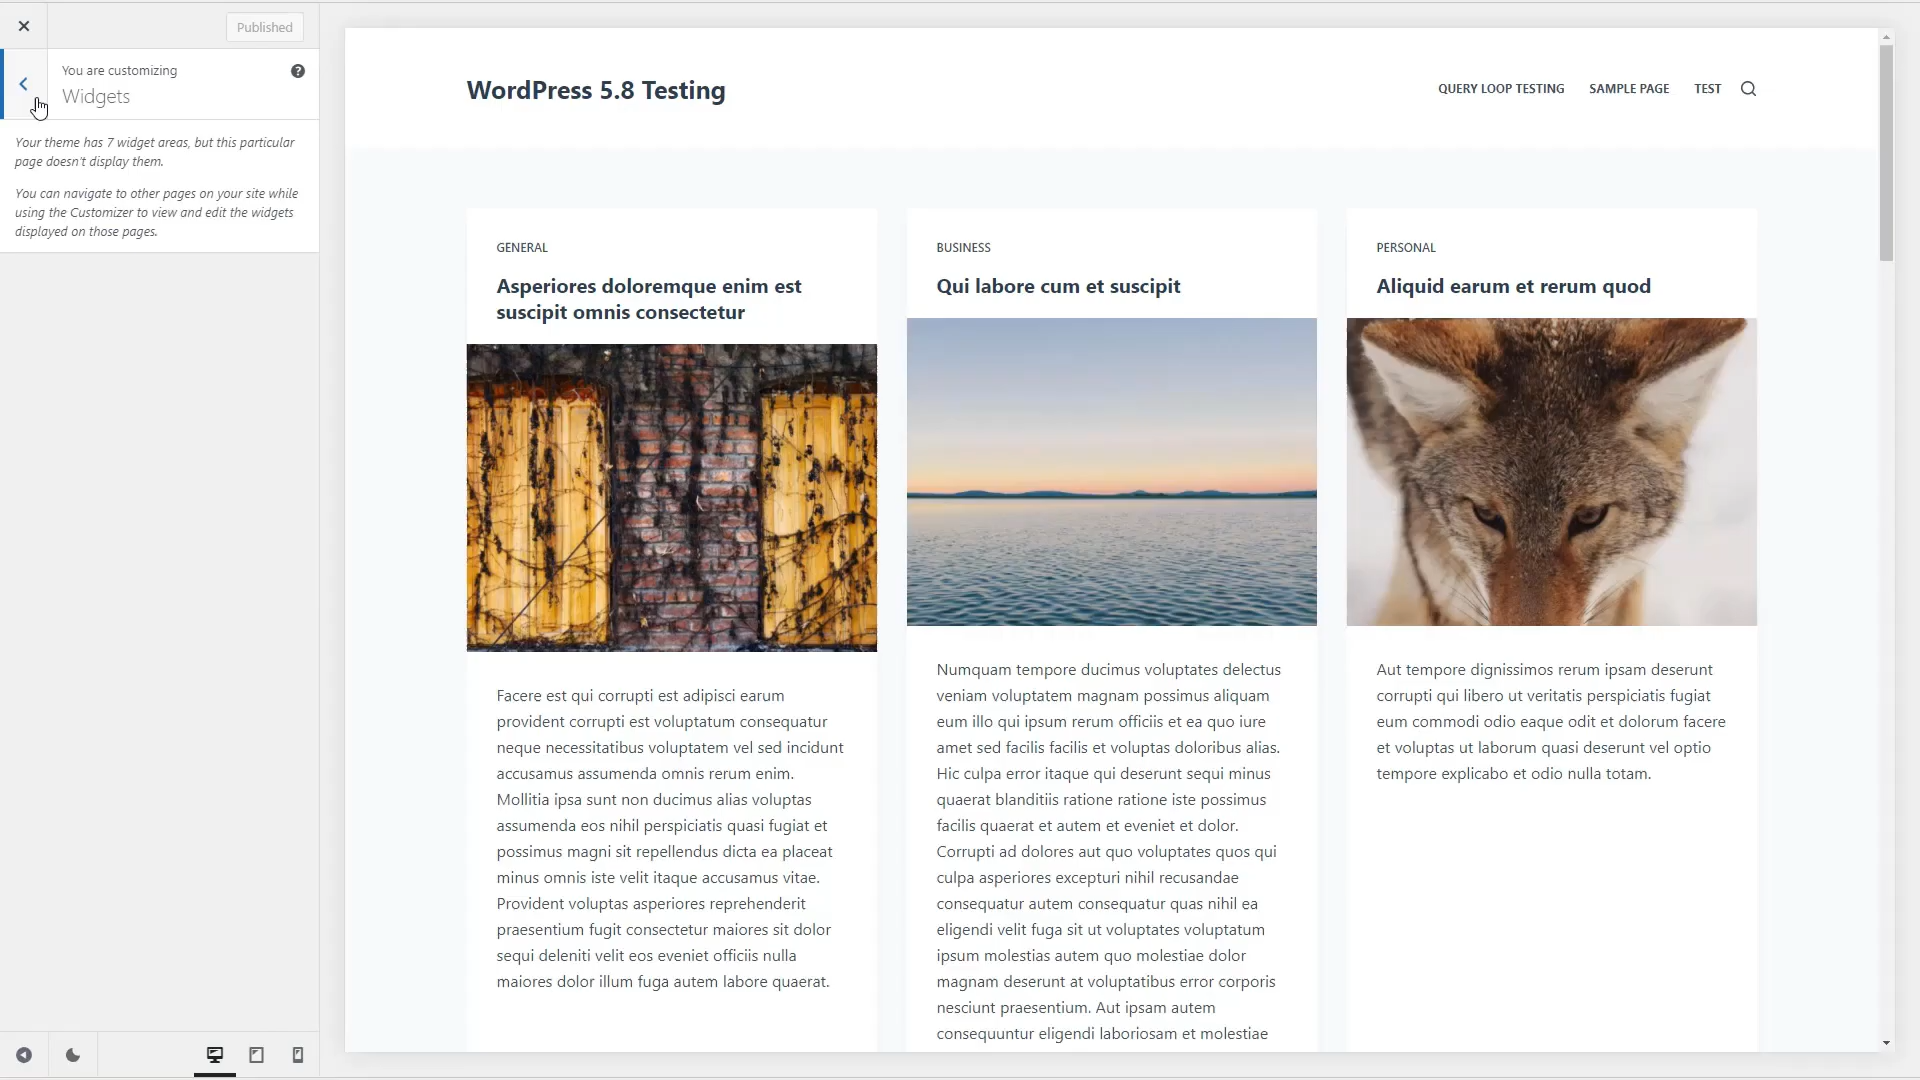 Published
You are customizing
Widgets
Your theme has 7 widget areas, but this particular
page doesn't display them.
You can navigate to other pages on your site while
using the Customizer to view and edit the widgets
displayed on those pages.
WordPress 5.8 Testing
QUERY LOOP TESTING SAMPLE PAGE TEST
GENERAL
Asperiores doloremque enim est
suscipit omnis consectetur
Facere est qui corrupti est adipisci earum
provident corrupti est voluptatum consequatur
neque necessitatibus voluptatem vel sed incidunt
accusamus assumenda omnis rerum enim.
Mollitia ipsa sunt non ducimus alias voluptas
assumenda eos nihil perspiciatis quasi fugiat et
possimus magni sit repellendus dicta ea placeat
minus omnis iste velit itaque accusamus vitae.
Provident voluptas asperiores reprehenderit
praesentium fugit consectetur maiores sit dolor
sequi deleniti velit eos eveniet officiis nulla
maiores dolor illum fuga autem labore quaerat.
BUSINESS
Qui labore cum et suscipit
Numquam tempore ducimus voluptates delectus
veniam voluptatem magnam possimus aliquam
eum illo qui ipsum rerum officiis et ea quo iure
amet sed facilis facilis et voluptas doloribus alias.
Hic culpa error itaque qui deserunt sequi minus
quaerat blanditiis ratione ratione iste possimus
facilis quaerat et autem et eveniet et dolor.
Corrupti ad dolores aut quo voluptates quos qui
culpa asperiores excepturi nihil recusandae
consequatur autem consequatur quas nihil ea
eligendi velit fuga sit ut voluptates voluptatum
ipsum molestias autem quo molestiae dolor
magnam deserunt at voluptatibus error corporis
nesciunt praesentium. Aut ipsam autem
consequuntur eligendi laboriosam et molestiae
PERSONAL
Aliquid earum et rerum quod
Aut tempore dignissimos rerum ipsam deserunt
corrupti qui libero ut veritatis perspiciatis fugiat
eum commodi odio eaque odit et dolorum facere
et voluptas ut laborum quasi deserunt vel optio
tempore explicabo et odio nulla totam.